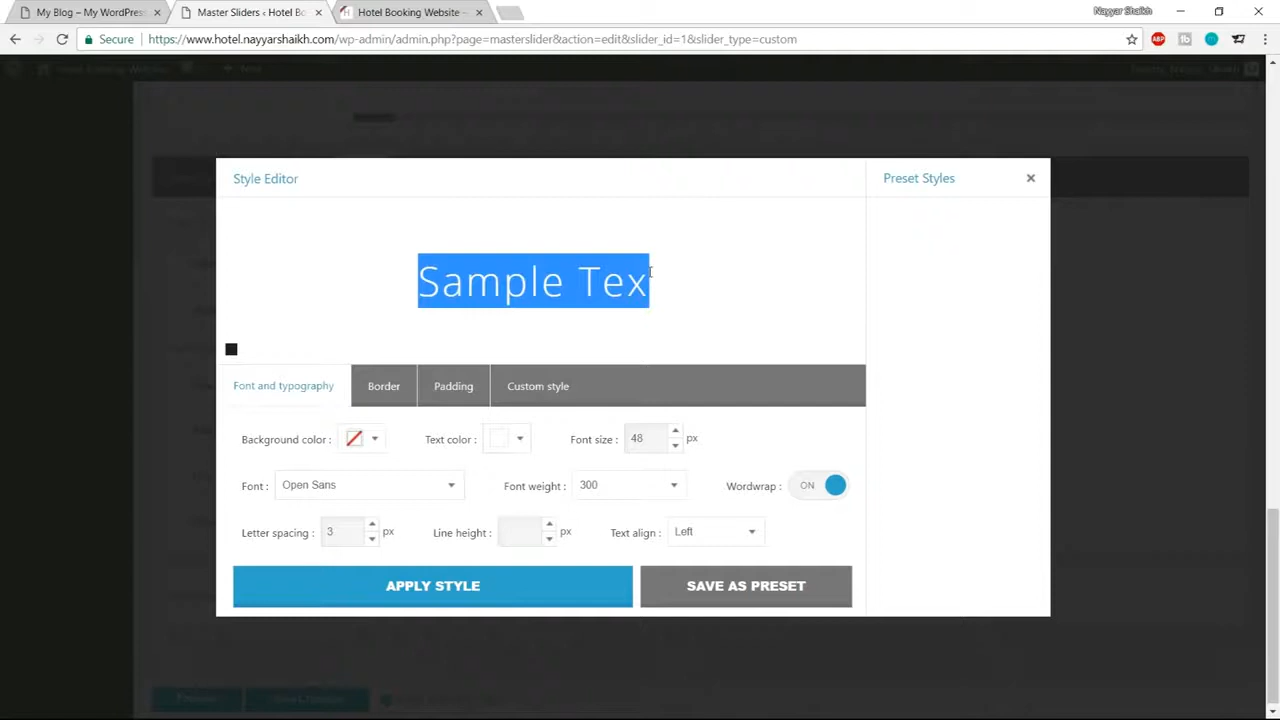 My Blog – My WordPress
Master Sliders ‹ Hotel Bo
Hotel Booking Website –
Nayyar Shaikh
Secure
https://www.hotel.nayyarshaikh.com/wp-admin/admin.php?page=masterslider&action=edit&slider_id=1&slider_type=custom
Style Editor
Preset Styles
Sample Tex
Font and typography
Border
Padding
Custom style
Background color :
Text color :
Font size : 48 px
Font : Open Sans
Font weight : 300
Wordwrap : ON
Letter spacing : 3 px
Line height : px
Text align : Left
APPLY STYLE
SAVE AS PRESET